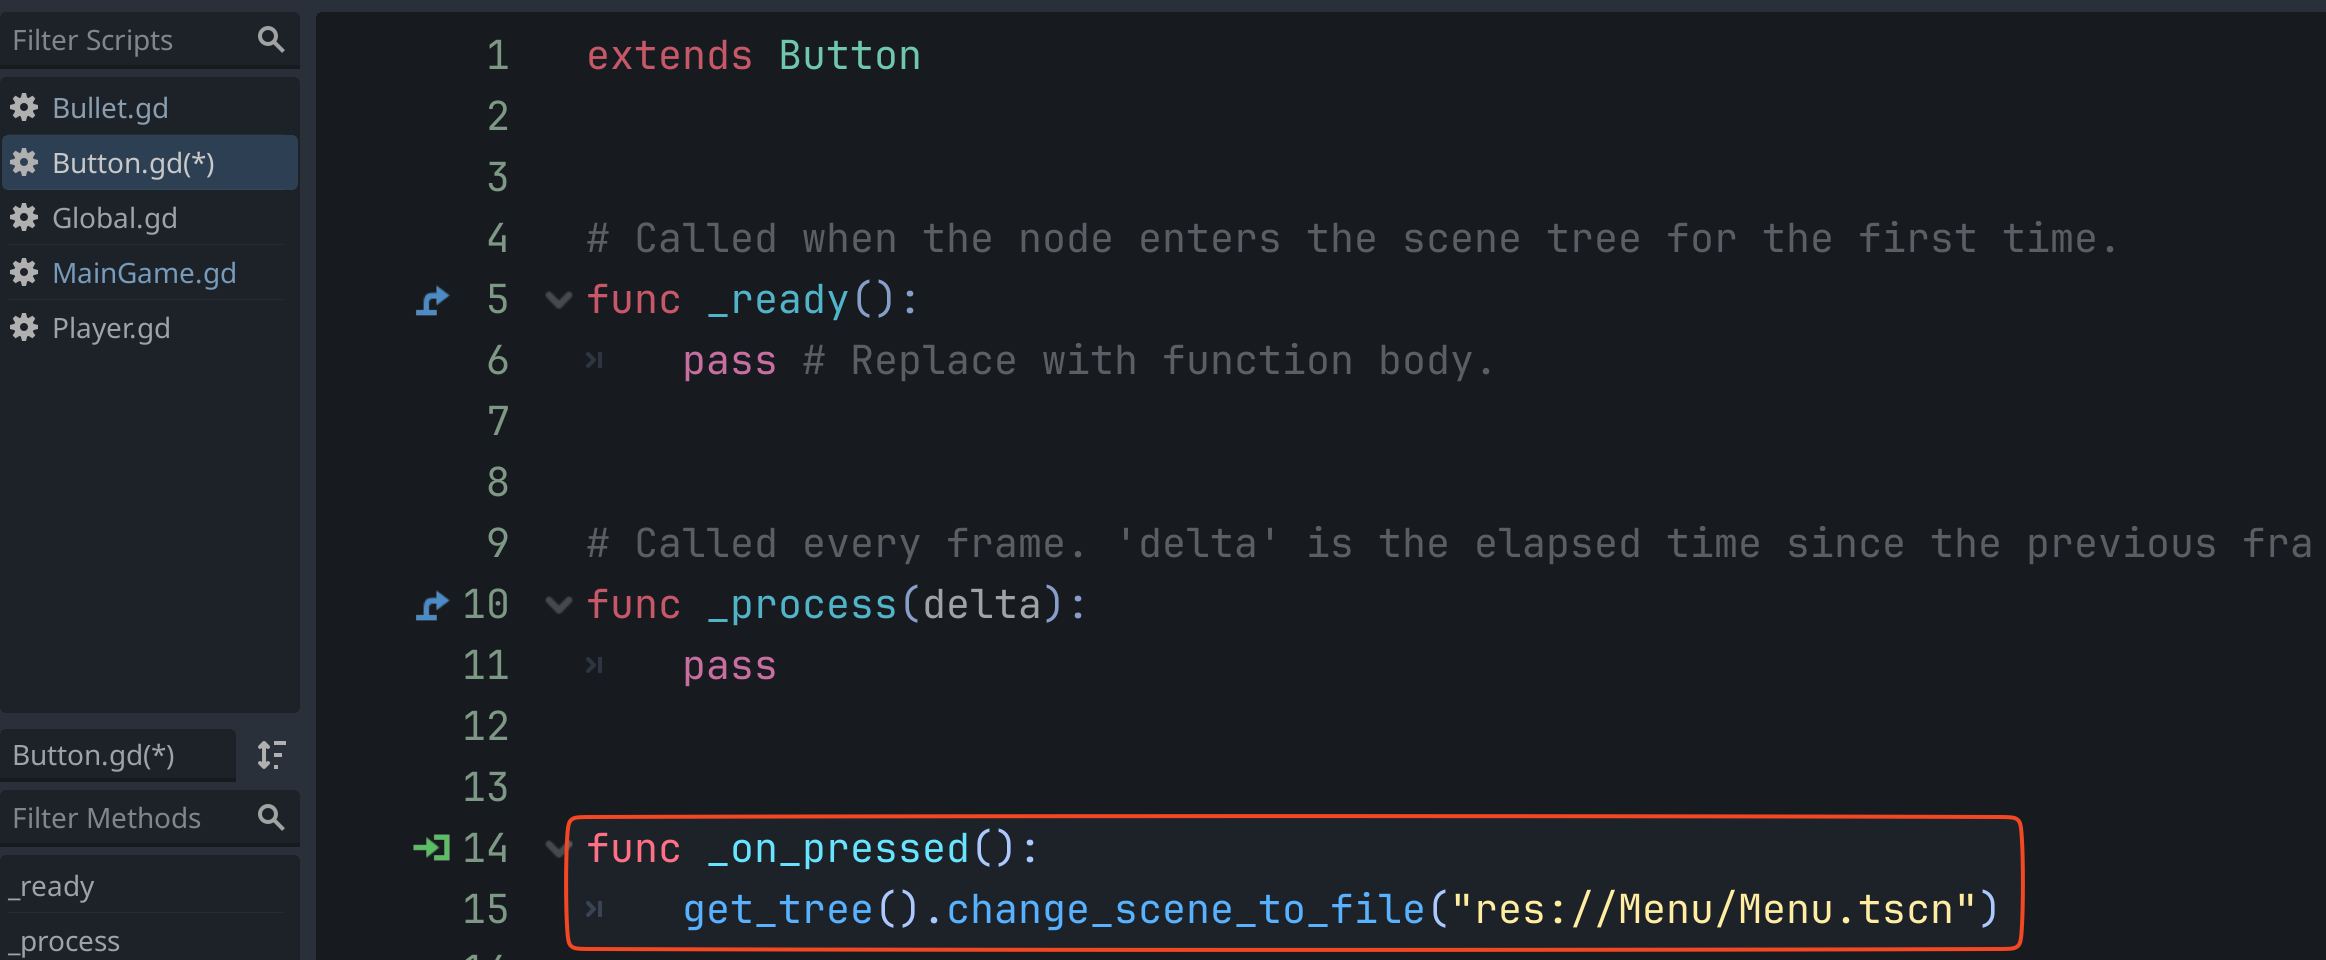 Filter Scripts
Bullet.gd
Button.gd(*)
Global.gd
MainGame.gd
Player.gd
Button.gd(*)
Filter Methods
_ready
_process
1 extends Button
2
3
4 # Called when the node enters the scene tree for the first time.
5 func _ready():
6 pass # Replace with function body.
7
8
9 # Called every frame. 'delta' is the elapsed time since the previous fra
10 func _process(delta):
11 pass
12
13
14 func _on_pressed():
15 get_tree().change_scene_to_file("res://Menu/Menu.tscn")